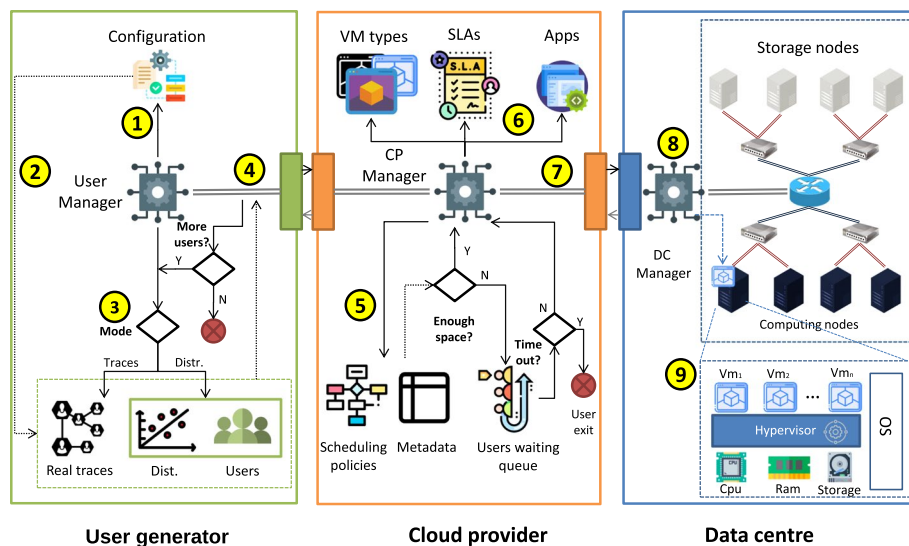 Configuration
1
2
User
Manager
4
More
users?
Y
N
3
Mode
Traces
Distr.
Real traces
Dist.
Users
User generator
VM types
SLAs
Apps
S.L.A
6
CP
Manager
7
5
Y
N
Enough
space?
N
Y
Time
out?
Scheduling
policies
Metadata
Users waiting
queue
User
exit
Cloud provider
Storage nodes
8
DC
Manager
Computing nodes
9
Vm1
Vm2
...
Vmn
Hypervisor
OS
CPU
Cpu
Ram
Storage
Data centre